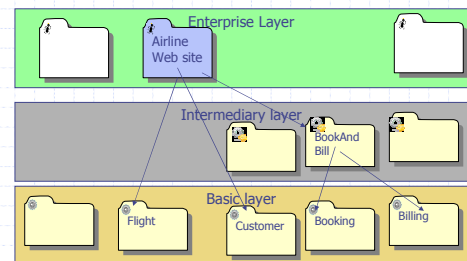 Enterprise Layer
Airline
Web site
Intermediary layer
BookAnd
Bill
Basic layer
Flight
Customer
Booking
Billing